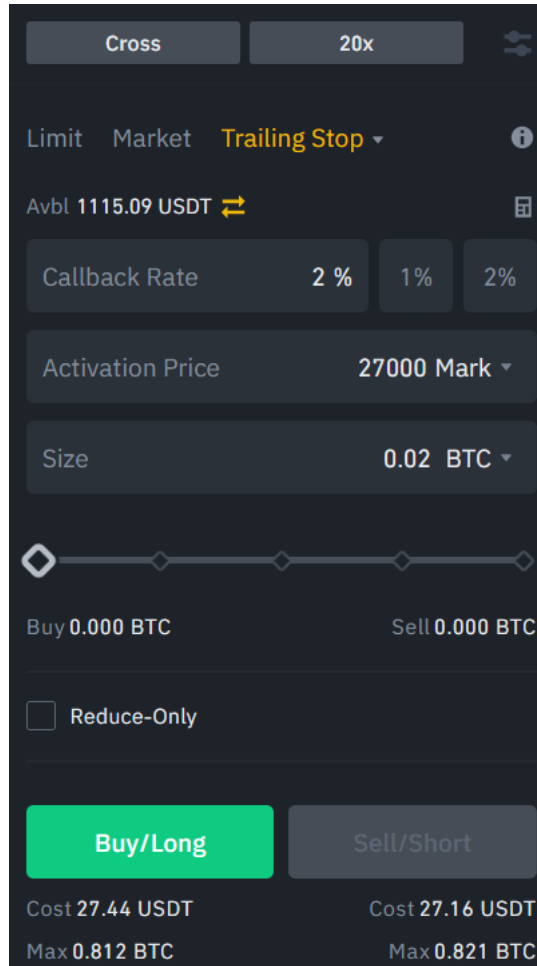 Cross 20x
Limit Market Trailing Stop
Avbl 1115.09 USDT
Callback Rate 2 % 1% 2%
Activation Price 27000 Mark
Size 0.02 BTC
Buy 0.000 BTC Sell 0.000 BTC
Reduce-Only
Buy/Long Sell/Short
Cost 27.44 USDT Cost 27.16 USDT
Max 0.812 BTC Max 0.821 BTC